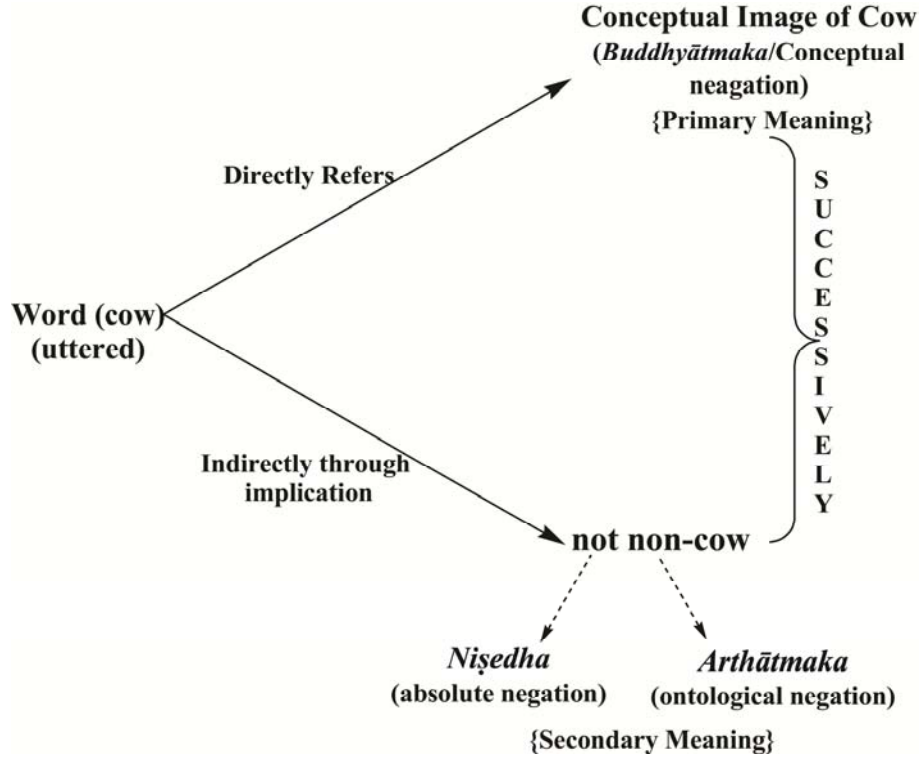 Conceptual Image of Cow
(Buddhyātmaka/Conceptual
neagation)
{Primary Meaning}
Directly Refers
S
U
C
C
E
S
S
I
V
E
L
Y
Word (cow)
(uttered)
Indirectly through
implication
not non-cow
Niṣedha
(absolute negation)
Arthātmaka
(ontological negation)
{Secondary Meaning}